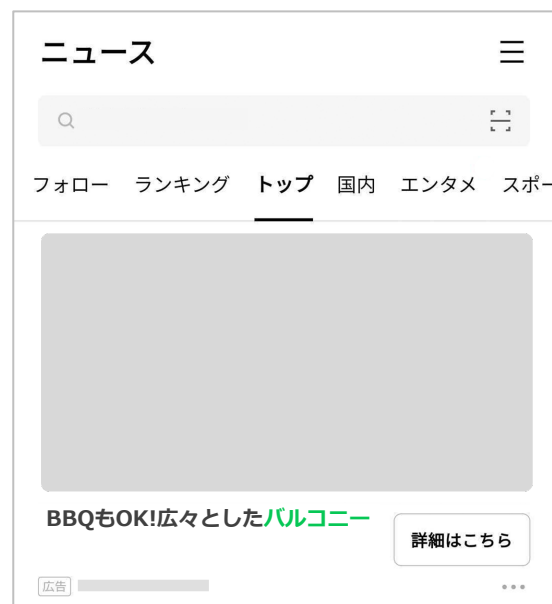 ニュース
フォロー ランキング トップ 国内 エンタメ スポー
BBQもOK!広々としたバルコニー
詳細はこちら
広告